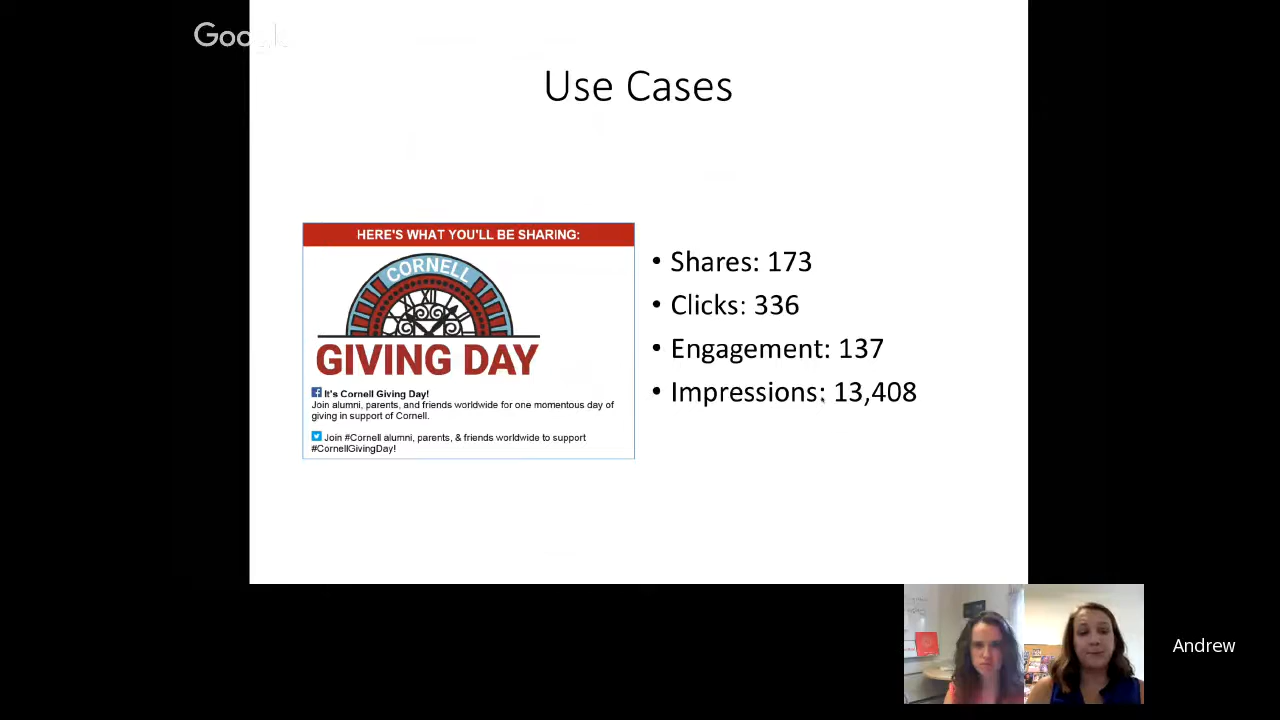 Google
Use Cases
HERE'S WHAT YOU'LL BE SHARING:
CORNELL
XII
GIVING DAY
It's Cornell Giving Day!
Join alumni, parents, and friends worldwide for one momentous day of
giving in support of Cornell.
Join #Cornell alumni, parents, & friends worldwide to support
#CornellGivingDay!
• Shares: 173
• Clicks: 336
• Engagement: 137
• Impressions: 13,408
Andrew